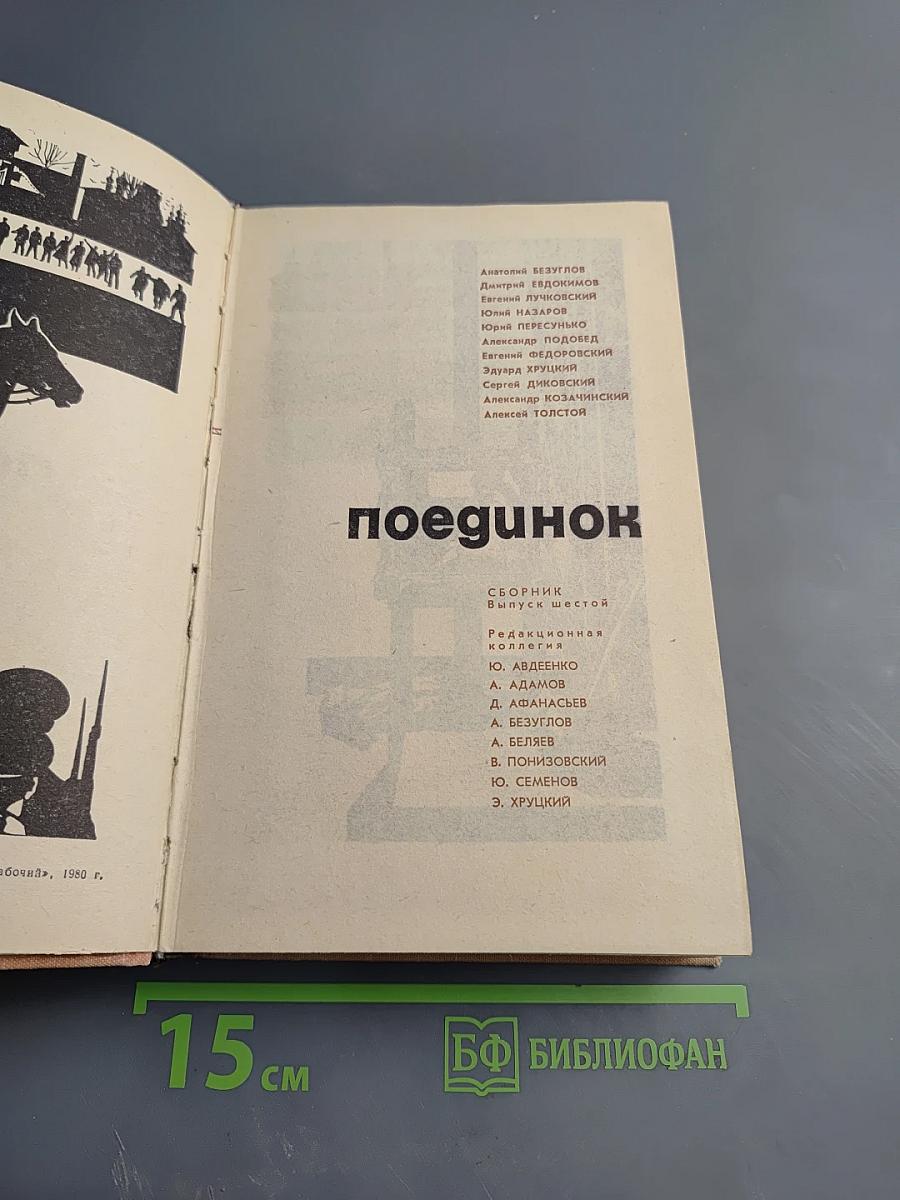 абочий», 1980 г.
Анатолий БЕЗУГЛОВ
Дмитрий ЕВДОКИМОВ
Евгений ЛУЧКОВСКИЙ
Юлий НАЗАРОВ
Юрий ПЕРЕСУНЬКО
Александр ПОДОБЕД
Евгений ФЕДОРОВСКИЙ
Эдуард ХРУЦКИЙ
Сергей ДИКОВСКИЙ
Александр КОЗАЧИНСКИЙ
Алексей ТОЛСТОЙ
поединок
СБОРНИК
Выпуск шестой
Редакционная
коллегия
Ю. АВДЕЕНКО
А. АДАМОВ
Д. АФАНАСЬЕВ
А. БЕЗУГЛОВ
А. БЕЛЯЕВ
В. ПОНИЗОВСКИЙ
Ю. СЕМЕНОВ
Э. ХРУЦКИЙ
15 см
БФ БИБЛИОФАН